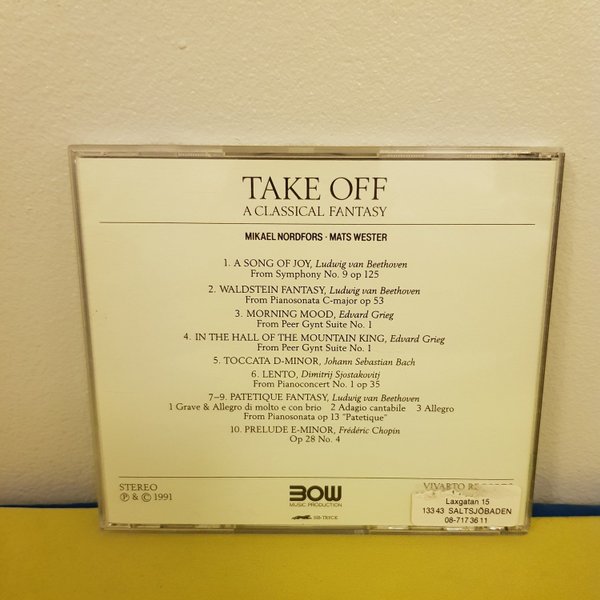 TAKE OFF
A CLASSICAL FANTASY
MIKAEL NORDFORS · MATS WESTER
1. A SONG OF JOY, Ludwig van Beethoven
From Symphony No. 9 op 125
2. WALDSTEIN FANTASY, Ludwig van Beethoven
From Pianosonata C-major op 53
3. MORNING MOOD, Edvard Grieg
From Peer Gynt Suite No. 1
4. IN THE HALL OF THE MOUNTAIN KING, Edvard Grieg
From Peer Gynt Suite No. 1
5. TOCCATA D-MINOR, Johann Sebastian Bach
6. LENTO, Dimitrij Sjostakovitj
From Pianoconcert No. 1 op 35
7–9. PATETIQUE FANTASY, Ludwig van Beethoven
1 Grave & Allegro di molto e con brio 2 Adagio cantabile 3 Allegro
From Pianosonata op 13 "Patetique"
10. PRELUDE E-MINOR, Frédéric Chopin
Op 28 No. 4
STEREO
℗ & © 1991
BOW
MUSIC PRODUCTION
SIB-TRYCK
VIVARTO
Laxgatan 15
133 43 SALTSJÖBADEN
08-717 36 11